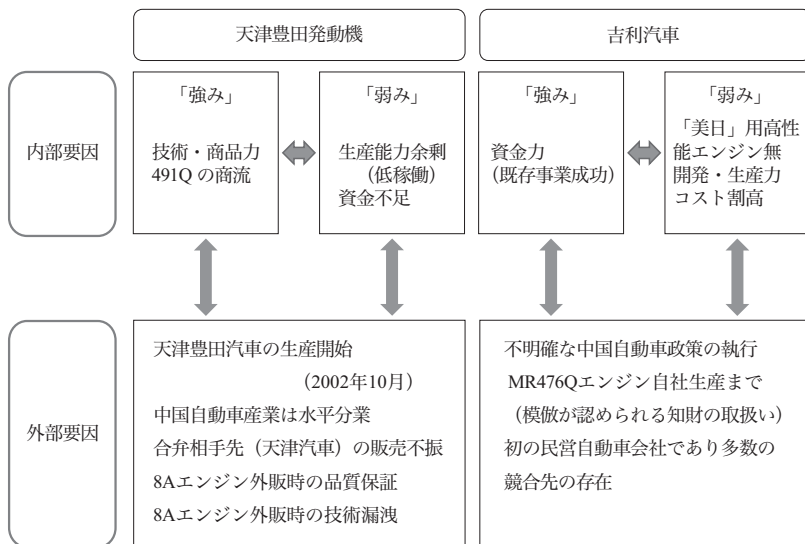 天津豊田発動機
吉利汽車
内部要因
「強み」
技術・商品力
491Q の商流
「弱み」
生産能力余剰
（低稼働）
資金不足
「強み」
資金力
（既存事業成功）
「弱み」
「美日」用高性
能エンジン無
開発・生産力
コスト割高
外部要因
天津豊田汽車の生産開始
（2002年10月）
中国自動車産業は水平分業
合弁相手先（天津汽車）の販売不振
8Aエンジン外販時の品質保証
8Aエンジン外販時の技術漏洩
不明確な中国自動車政策の執行
MR476Qエンジン自社生産まで
（模倣が認められる知財の取扱い）
初の民営自動車会社であり多数の
競合先の存在